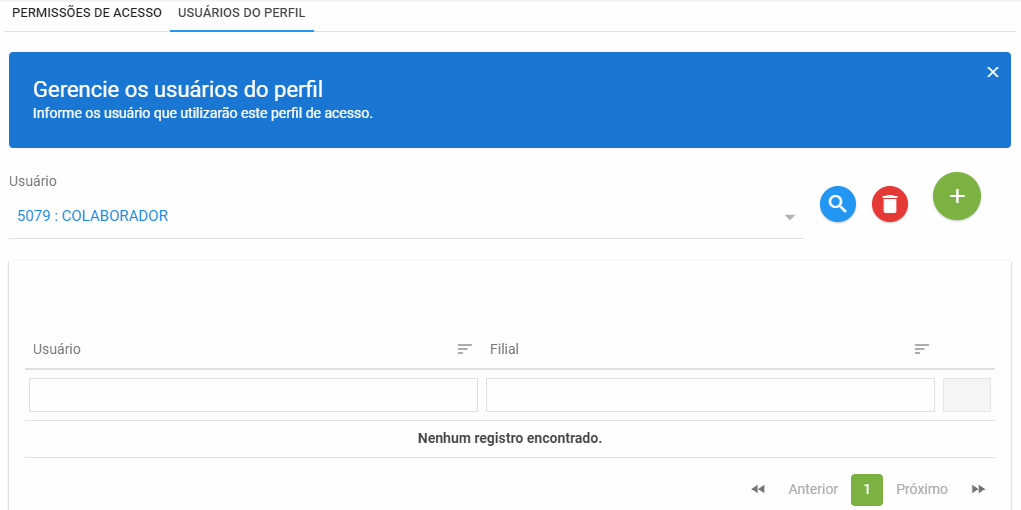 PERMISSÕES DE ACESSO
USUÁRIOS DO PERFIL
Gerencie os usuários do perfil
Informe os usuário que utilizarão este perfil de acesso.
Usuário
5079 : COLABORADOR
Usuário
Filial
Nenhum registro encontrado.
Anterior
1
Próximo